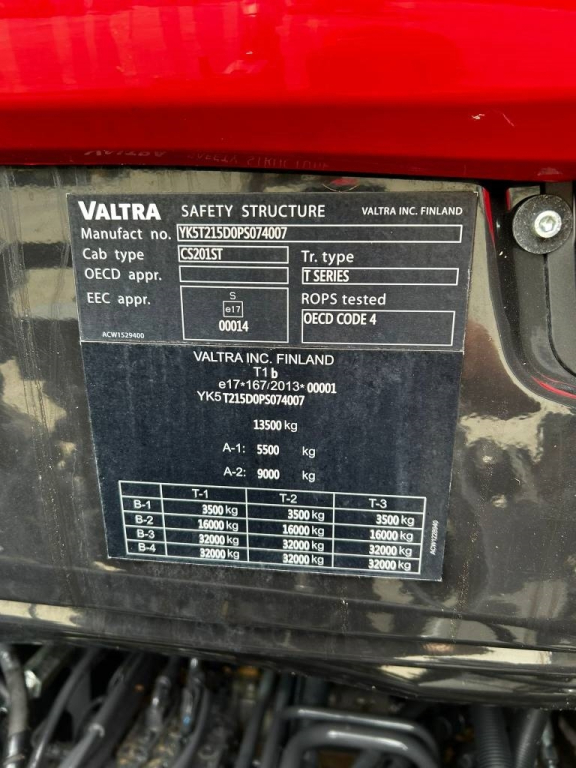 VALTRA SAFETY STRUCTURE VALTRA INC. FINLAND
Manufact no. YK5T215D0PS074007
Cab type CS201ST Tr. type
OECD appr. T SERIES
EEC appr. S ROPS tested
e17
00014 OECD CODE 4
ACW1529400
VALTRA INC. FINLAND
T1b
e17*167/2013*00001
YK5T215D0PS074007
13500 kg
A-1: 5500 kg
A-2: 9000 kg
T-1 T-2 T-3
B-1 3500 kg 3500 kg 3500 kg
B-2 16000 kg 16000 kg 16000 kg
B-3 32000 kg 32000 kg 32000 kg
B-4 32000 kg 32000 kg 32000 kg